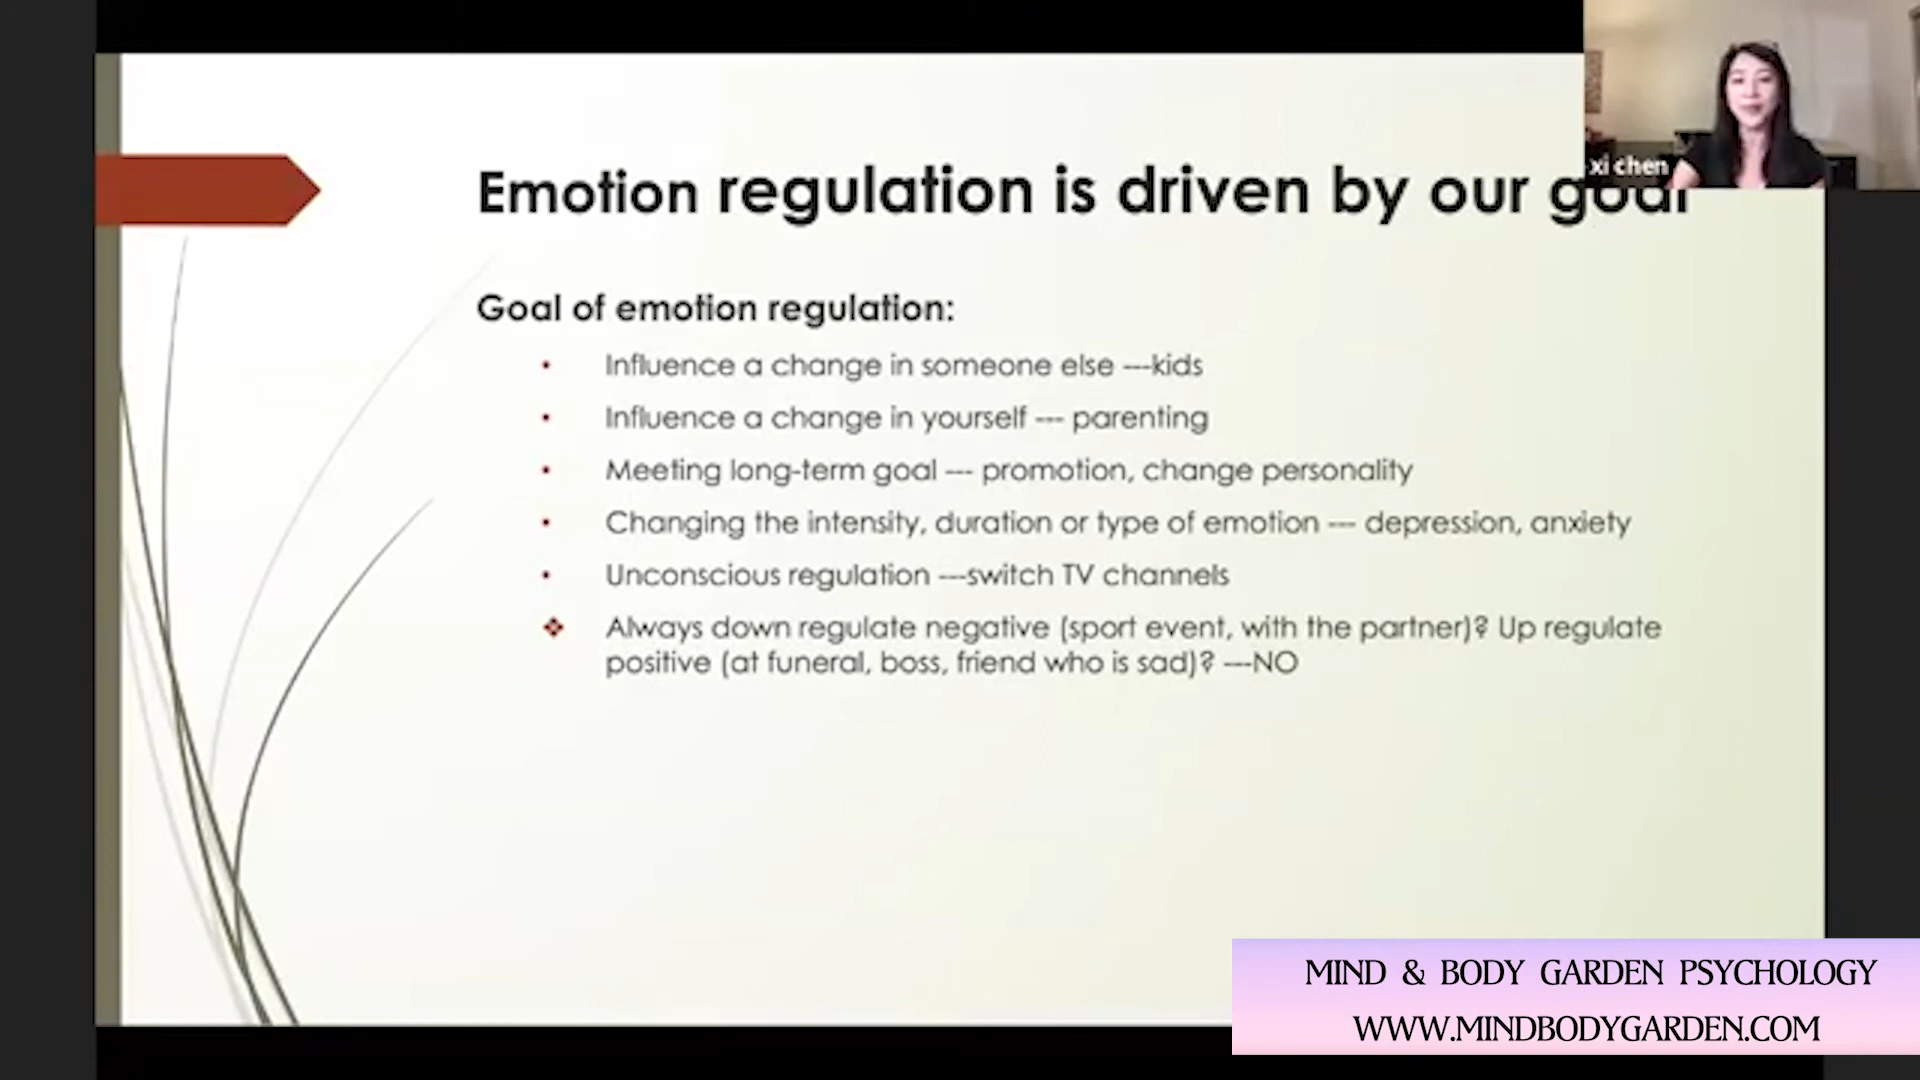 xi chen
Emotion regulation is driven by our goal
Goal of emotion regulation:
• Influence a change in someone else ---kids
• Influence a change in yourself --- parenting
• Meeting long-term goal --- promotion, change personality
• Changing the intensity, duration or type of emotion --- depression, anxiety
• Unconscious regulation ---switch TV channels
❖ Always down regulate negative (sport event, with the partner)? Up regulate
positive (at funeral, boss, friend who is sad)? ---NO
MIND & BODY GARDEN PSYCHOLOGY
WWW.MINDBODYGARDEN.COM